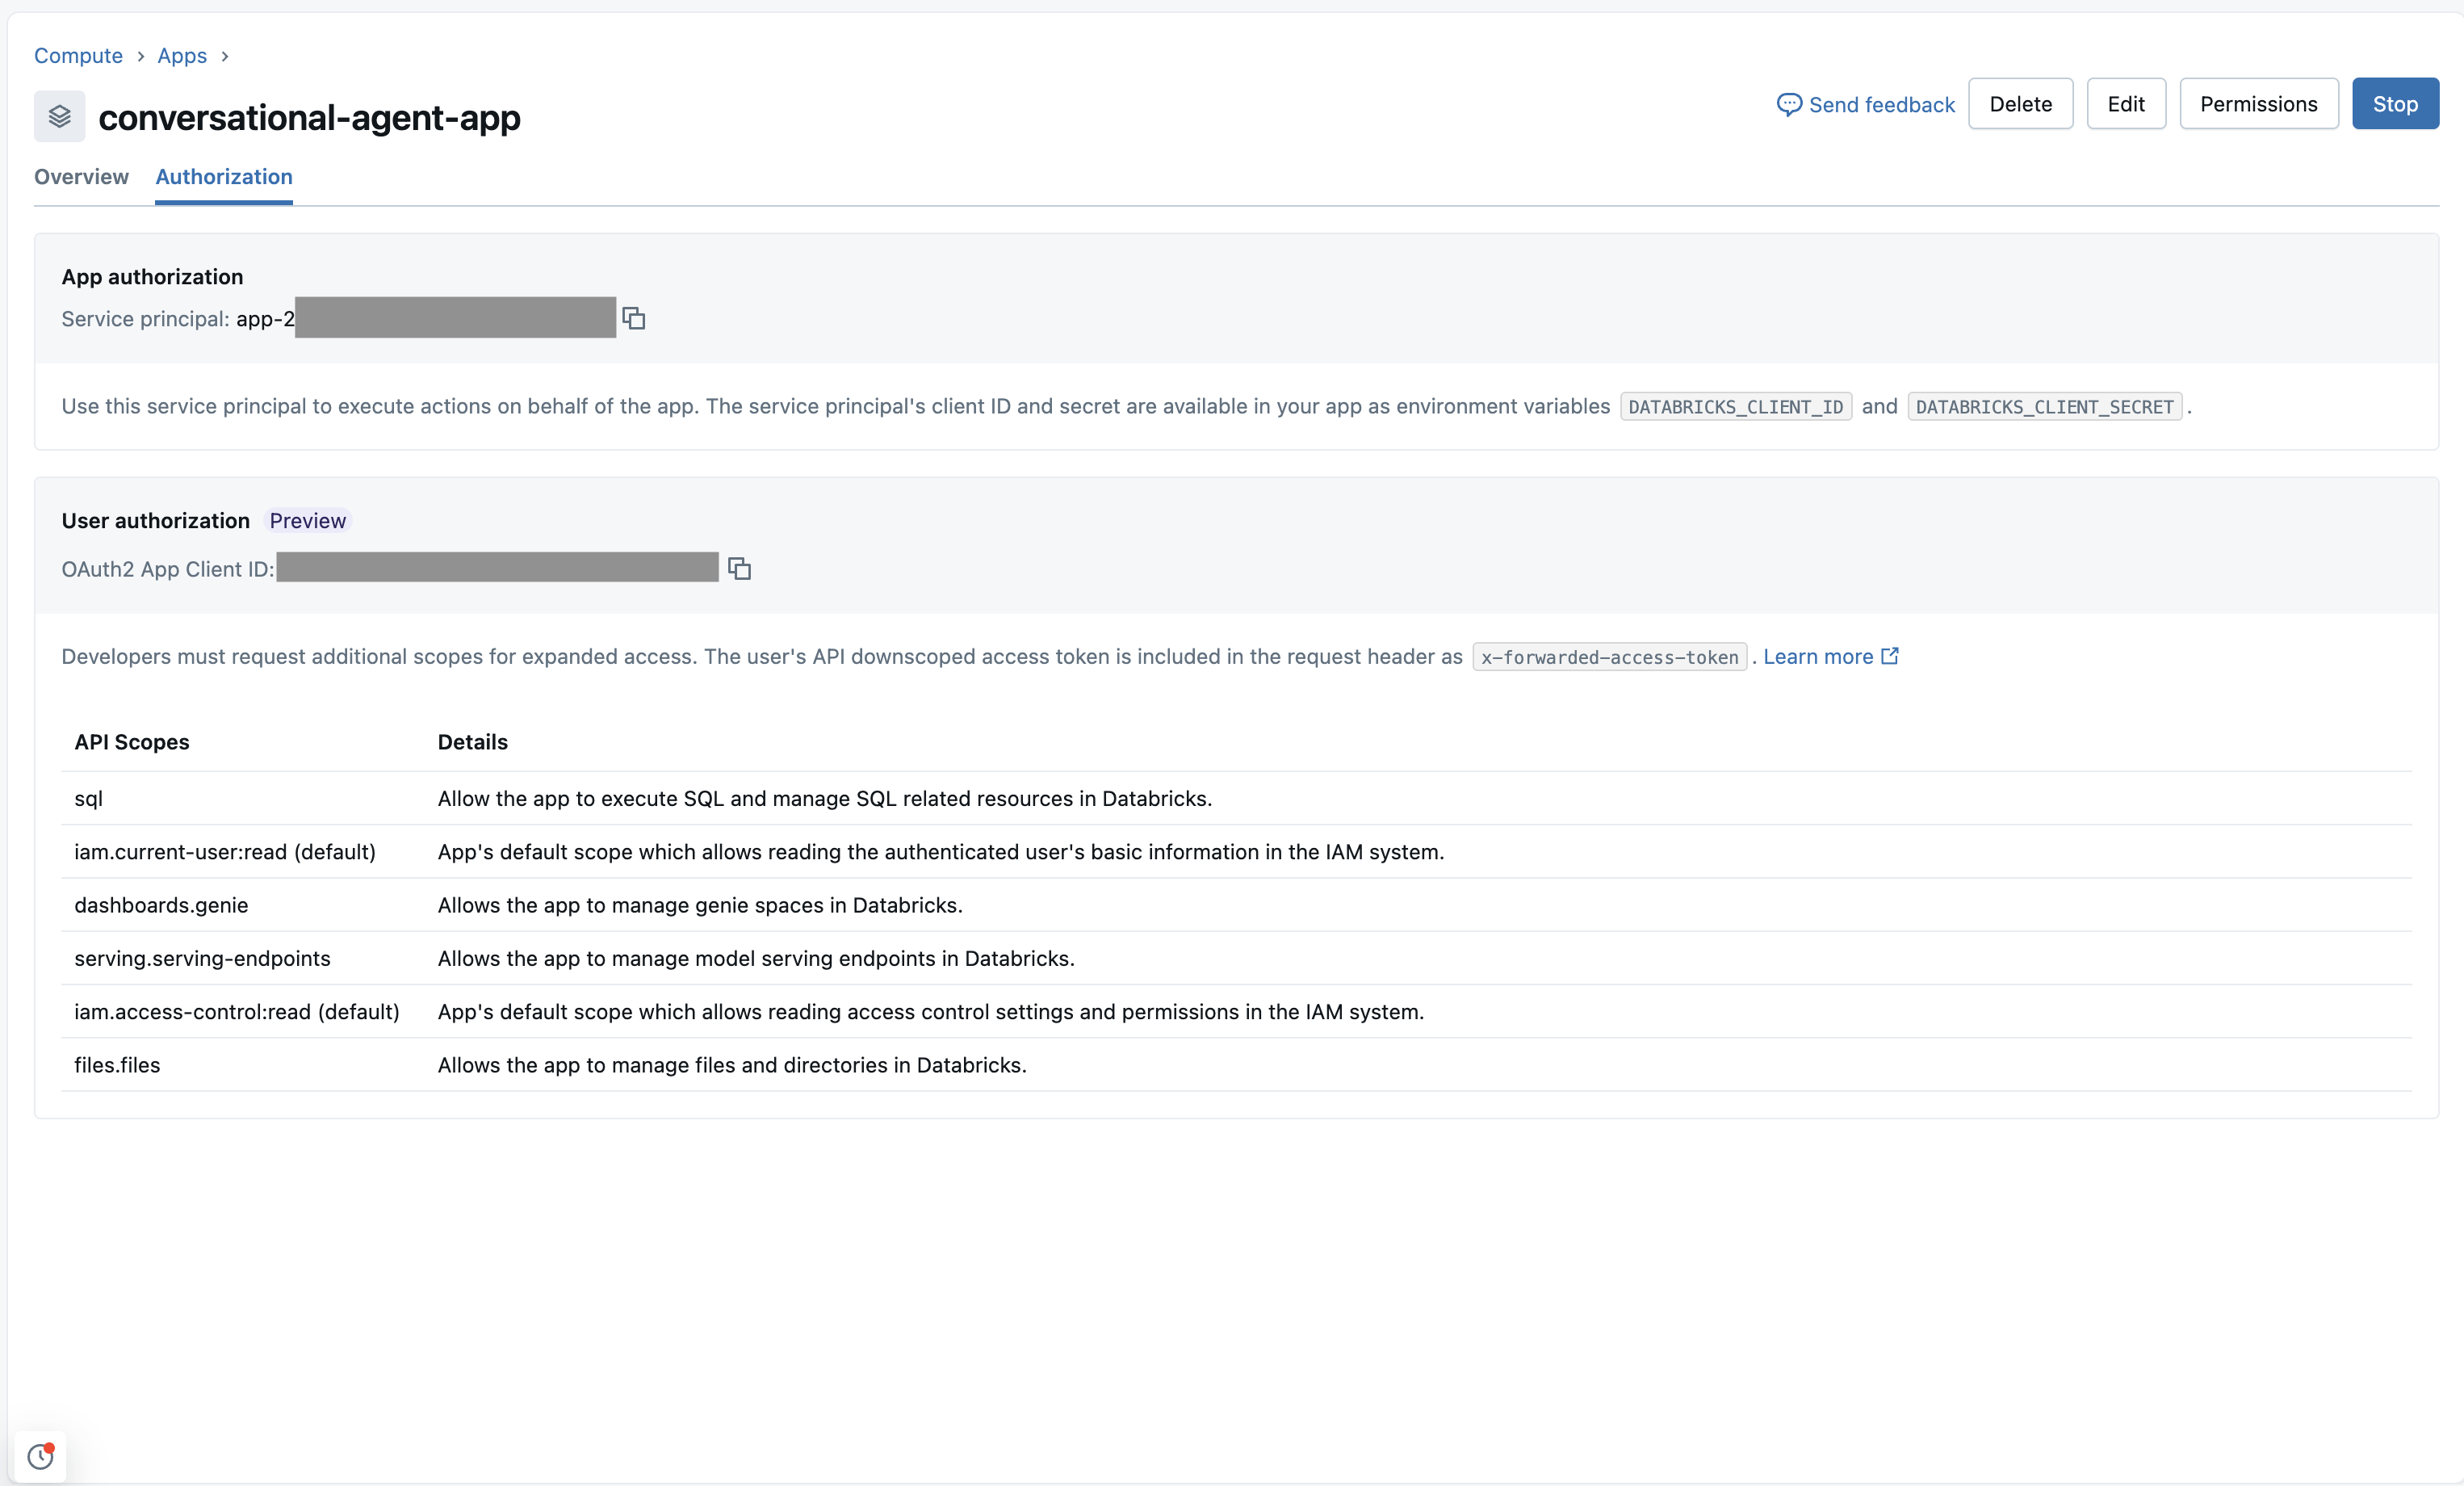 Compute > Apps >
conversational-agent-app
Send feedback Delete Edit Permissions Stop
Overview Authorization
App authorization
Service principal: app-2
Use this service principal to execute actions on behalf of the app. The service principal's client ID and secret are available in your app as environment variables DATABRICKS_CLIENT_ID and DATABRICKS_CLIENT_SECRET .
User authorization Preview
OAuth2 App Client ID:
Developers must request additional scopes for expanded access. The user's API downscoped access token is included in the request header as x-forwarded-access-token . Learn more
API Scopes Details
sql Allow the app to execute SQL and manage SQL related resources in Databricks.
iam.current-user:read (default) App's default scope which allows reading the authenticated user's basic information in the IAM system.
dashboards.genie Allows the app to manage genie spaces in Databricks.
serving.serving-endpoints Allows the app to manage model serving endpoints in Databricks.
iam.access-control:read (default) App's default scope which allows reading access control settings and permissions in the IAM system.
files.files Allows the app to manage files and directories in Databricks.